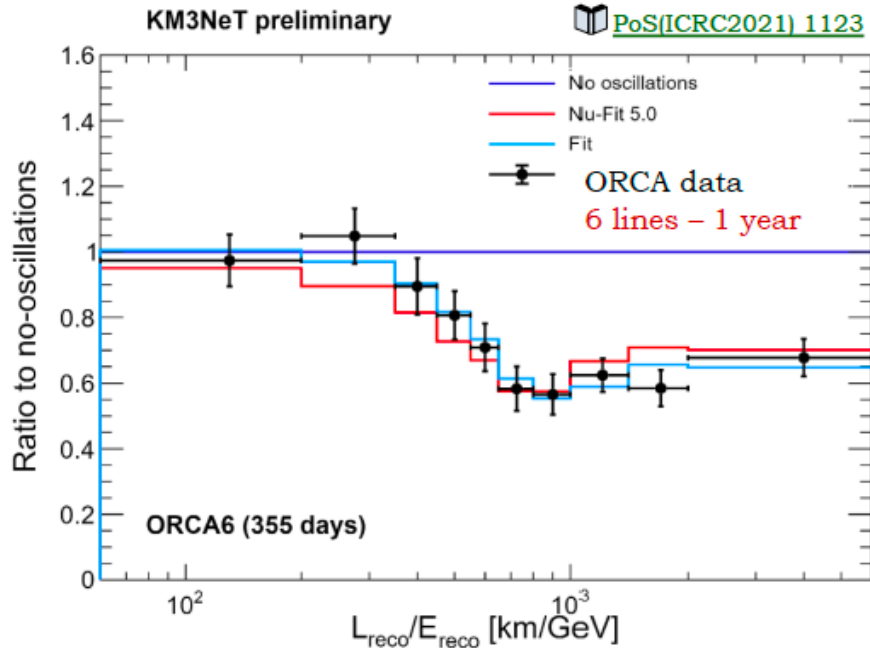 KM3NeT preliminary
PoS(ICRC2021) 1123
No oscillations
Nu-Fit 5.0
Fit
ORCA data
6 lines – 1 year
Ratio to no-oscillations
1.6
1.4
1.2
1
0.8
0.6
0.4
0.2
0
ORCA6 (355 days)
10²
10³
L_reco/E_reco [km/GeV]